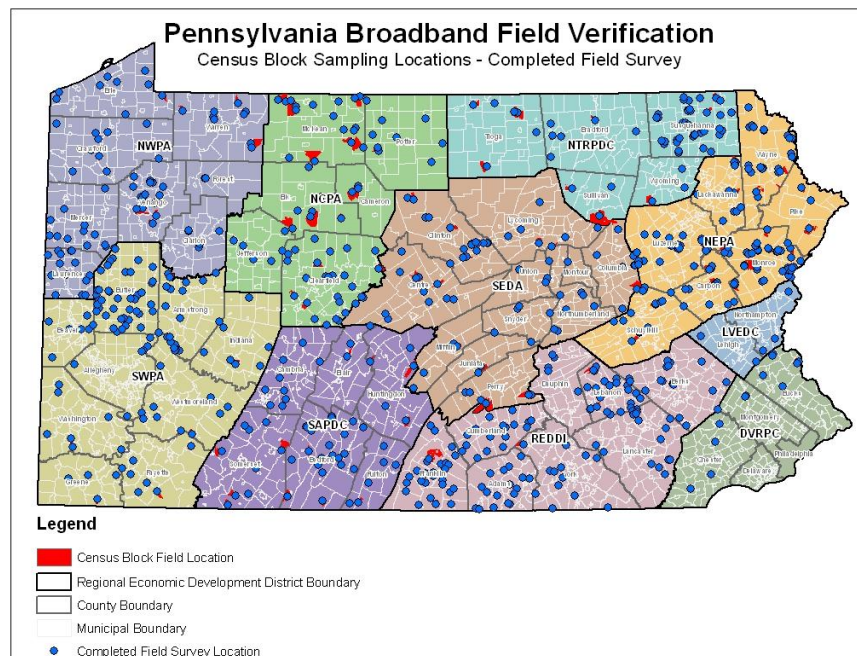 Pennsylvania Broadband Field Verification
Census Block Sampling Locations - Completed Field Survey
Erie
Warren
McKean
Potter
Tioga
Bradford
Susquehanna
Wayne
Crawford
NWPA
NTRPDC
Forest
Venango
Elk
NCPA
Cameron
Sullivan
Wyoming
Lackawanna
Pike
Mercer
Clarion
Jefferson
Clinton
Lycoming
Luzerne
NEPA
Lawrence
Clearfield
Centre
Union
Montour
Columbia
Monroe
SEDA
Carbon
Butler
Armstrong
Snyder
Northumberland
Schuylkill
Northampton
LVEDC
Lehigh
Beaver
Indiana
Mifflin
Juniata
Allegheny
SWPA
Cambria
Blair
Huntingdon
Perry
Dauphin
Lebanon
Berks
Bucks
Westmoreland
Washington
SAPDC
Cumberland
REDDI
Montgomery
DVRPC
Lancaster
Philadelphia
Somerset
Bedford
Fulton
Franklin
Adams
York
Chester
Delaware
Greene
Fayette
Legend
Census Block Field Location
Regional Economic Development District Boundary
County Boundary
Municipal Boundary
Completed Field Survey Location